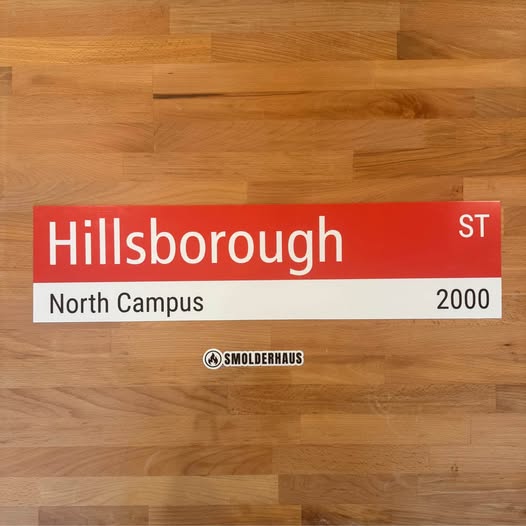 Hillsborough ST
North Campus 2000
SMOLDERHAUS